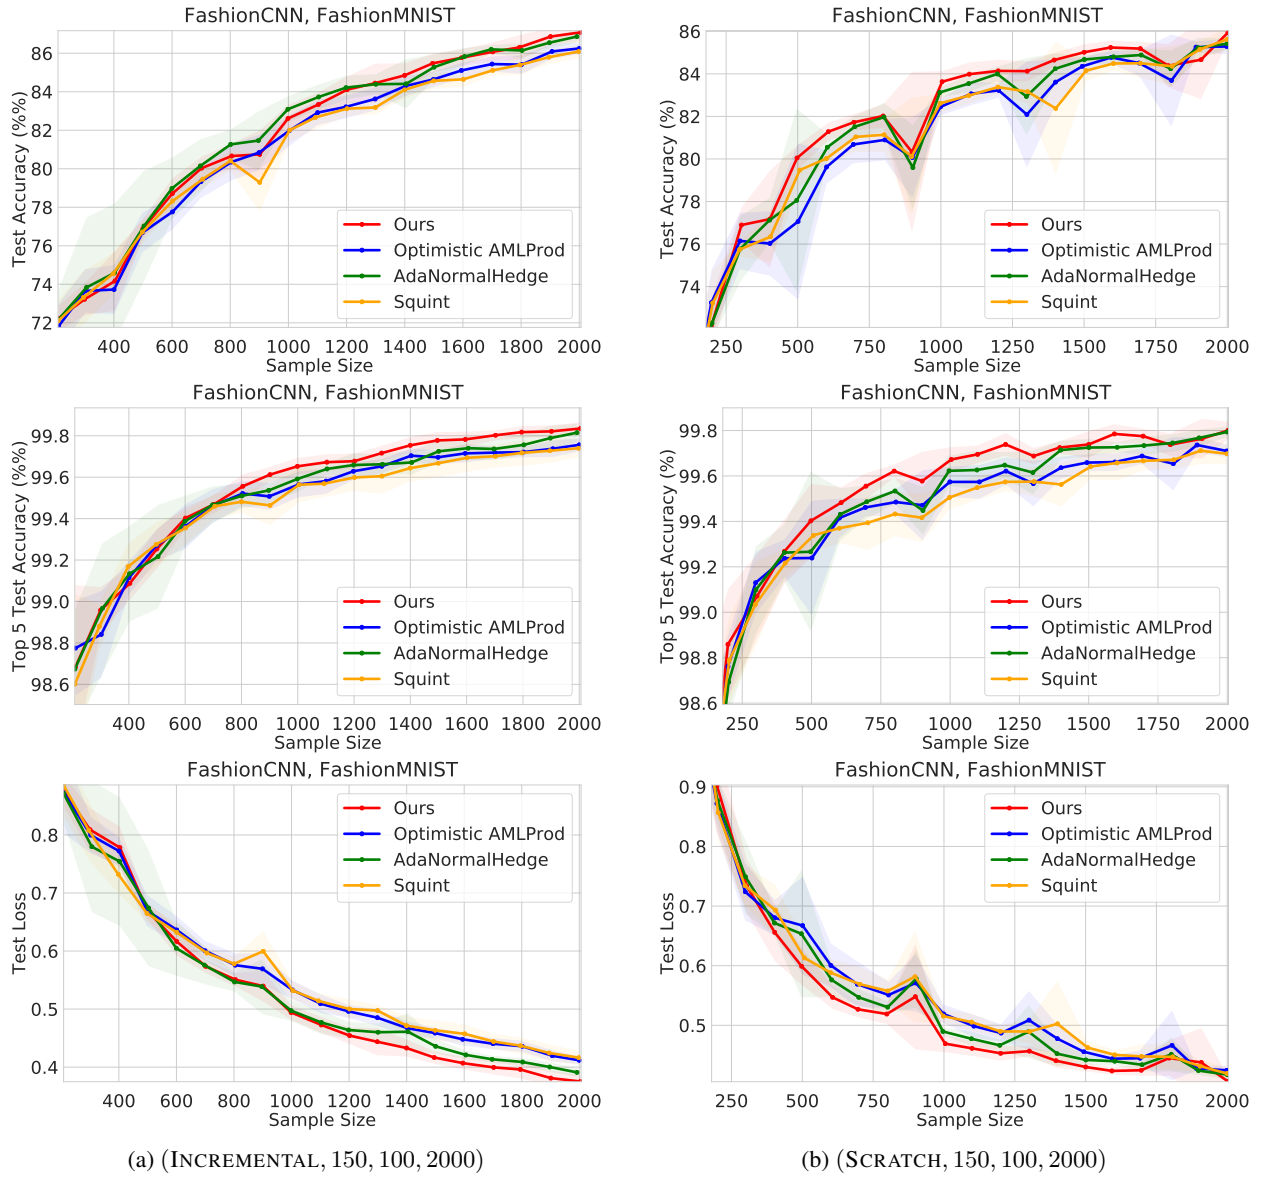 FashionCNN, FashionMNIST
Test Accuracy (%%)
86
84
82
80
78
76
74
72
Ours
Optimistic AMLProd
AdaNormalHedge
Squint
400 600 800 1000 1200 1400 1600 1800 2000
Sample Size
FashionCNN, FashionMNIST
Test Accuracy (%)
86
84
82
80
78
76
74
Ours
Optimistic AMLProd
AdaNormalHedge
Squint
250 500 750 1000 1250 1500 1750 2000
Sample Size
FashionCNN, FashionMNIST
Top 5 Test Accuracy (%%)
99.8
99.6
99.4
99.2
99.0
98.8
98.6
Ours
Optimistic AMLProd
AdaNormalHedge
Squint
400 600 800 1000 1200 1400 1600 1800 2000
Sample Size
FashionCNN, FashionMNIST
Top 5 Test Accuracy (%)
99.8
99.6
99.4
99.2
99.0
98.8
98.6
Ours
Optimistic AMLProd
AdaNormalHedge
Squint
250 500 750 1000 1250 1500 1750 2000
Sample Size
FashionCNN, FashionMNIST
Test Loss
0.8
0.7
0.6
0.5
0.4
Ours
Optimistic AMLProd
AdaNormalHedge
Squint
400 600 800 1000 1200 1400 1600 1800 2000
Sample Size
FashionCNN, FashionMNIST
Test Loss
0.9
0.8
0.7
0.6
0.5
Ours
Optimistic AMLProd
AdaNormalHedge
Squint
250 500 750 1000 1250 1500 1750 2000
Sample Size
(a) (INCREMENTAL, 150, 100, 2000)
(b) (SCRATCH, 150, 100, 2000)